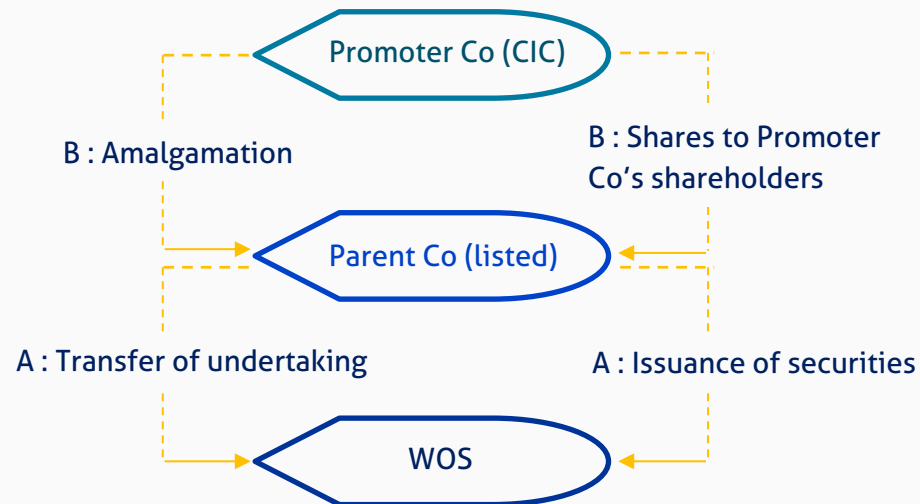 Promoter Co (CIC)
B : Amalgamation
B : Shares to Promoter
Co’s shareholders
Parent Co (listed)
A : Transfer of undertaking
A : Issuance of securities
WOS